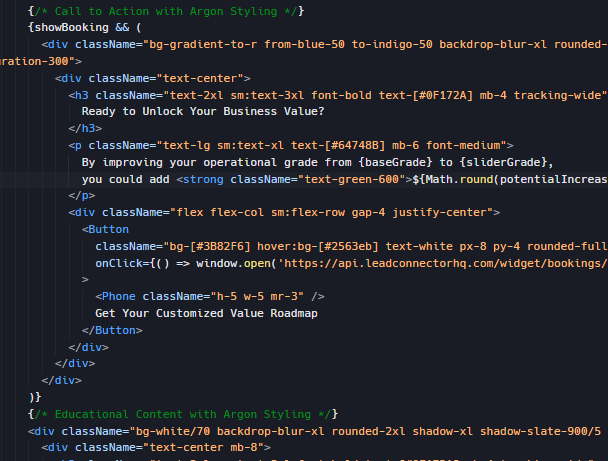 {/* Call to Action with Argon Styling */}
{showBooking && (
<div className="bg-gradient-to-r from-blue-50 to-indigo-50 backdrop-blur-xl rounded-
uration-300">
<div className="text-center">
<h3 className="text-2xl sm:text-3xl font-bold text-[#0F172A] mb-4 tracking-wide"
Ready to Unlock Your Business Value?
</h3>
<p className="text-lg sm:text-xl text-[#64748B] mb-6 font-medium">
By improving your operational grade from {baseGrade} to {sliderGrade},
you could add <strong className="text-green-600">${Math.round(potentialIncreas
</p>
<div className="flex flex-col sm:flex-row gap-4 justify-center">
<Button
className="bg-[#3B82F6] hover:bg-[#2563eb] text-white px-8 py-4 rounded-full
onClick={() => window.open('https://api.leadconnectorhq.com/widget/bookings/
>
<Phone className="h-5 w-5 mr-3" />
Get Your Customized Value Roadmap
</Button>
</div>
</div>
</div>
)}
{/* Educational Content with Argon Styling */}
<div className="bg-white/70 backdrop-blur-xl rounded-2xl shadow-xl shadow-slate-900/5
<div className="text-center mb-8">